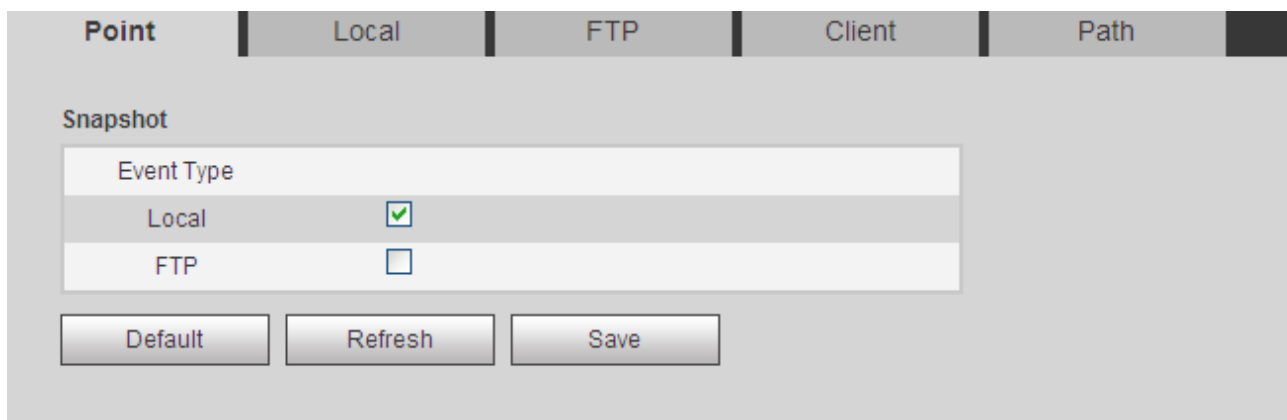 Point Local FTP Client Path
Snapshot
Event Type
Local
FTP
Default Refresh Save